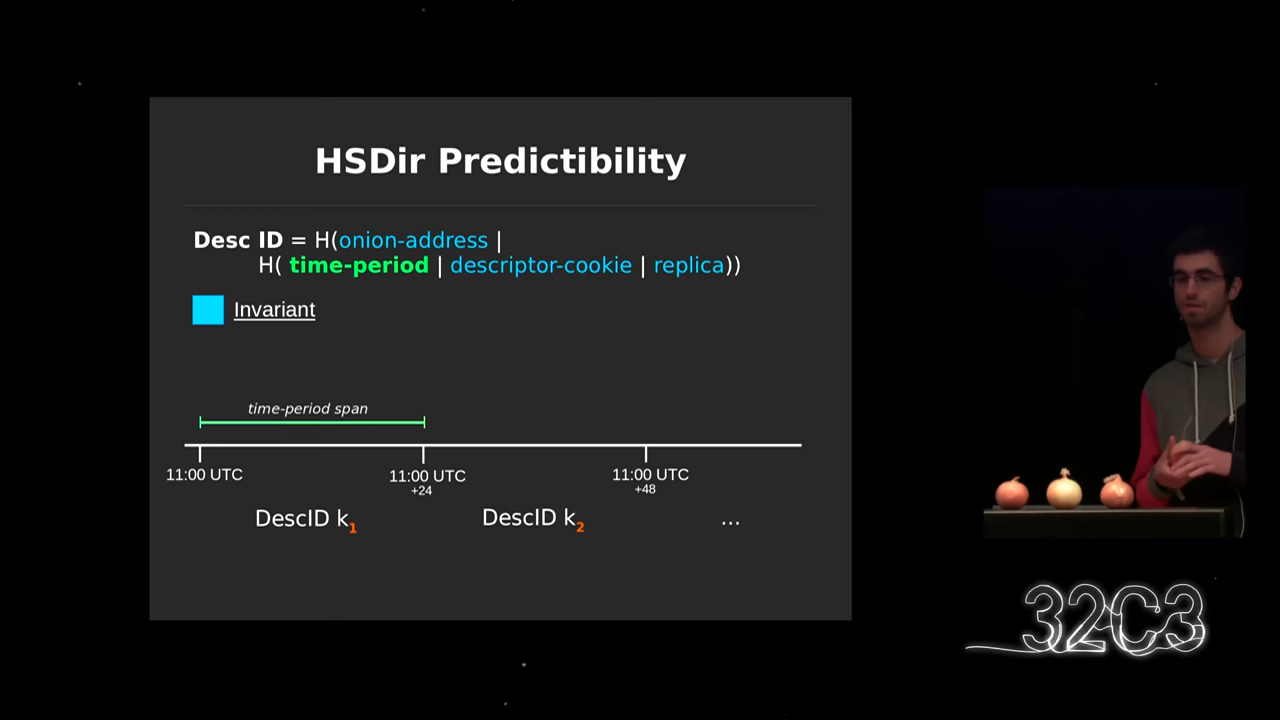 HSDir Predictibility
Desc ID = H(onion-address |
H( time-period | descriptor-cookie | replica))
Invariant
time-period span
11:00 UTC
11:00 UTC
+24
11:00 UTC
+48
DescID k1
DescID k2
...
32C3